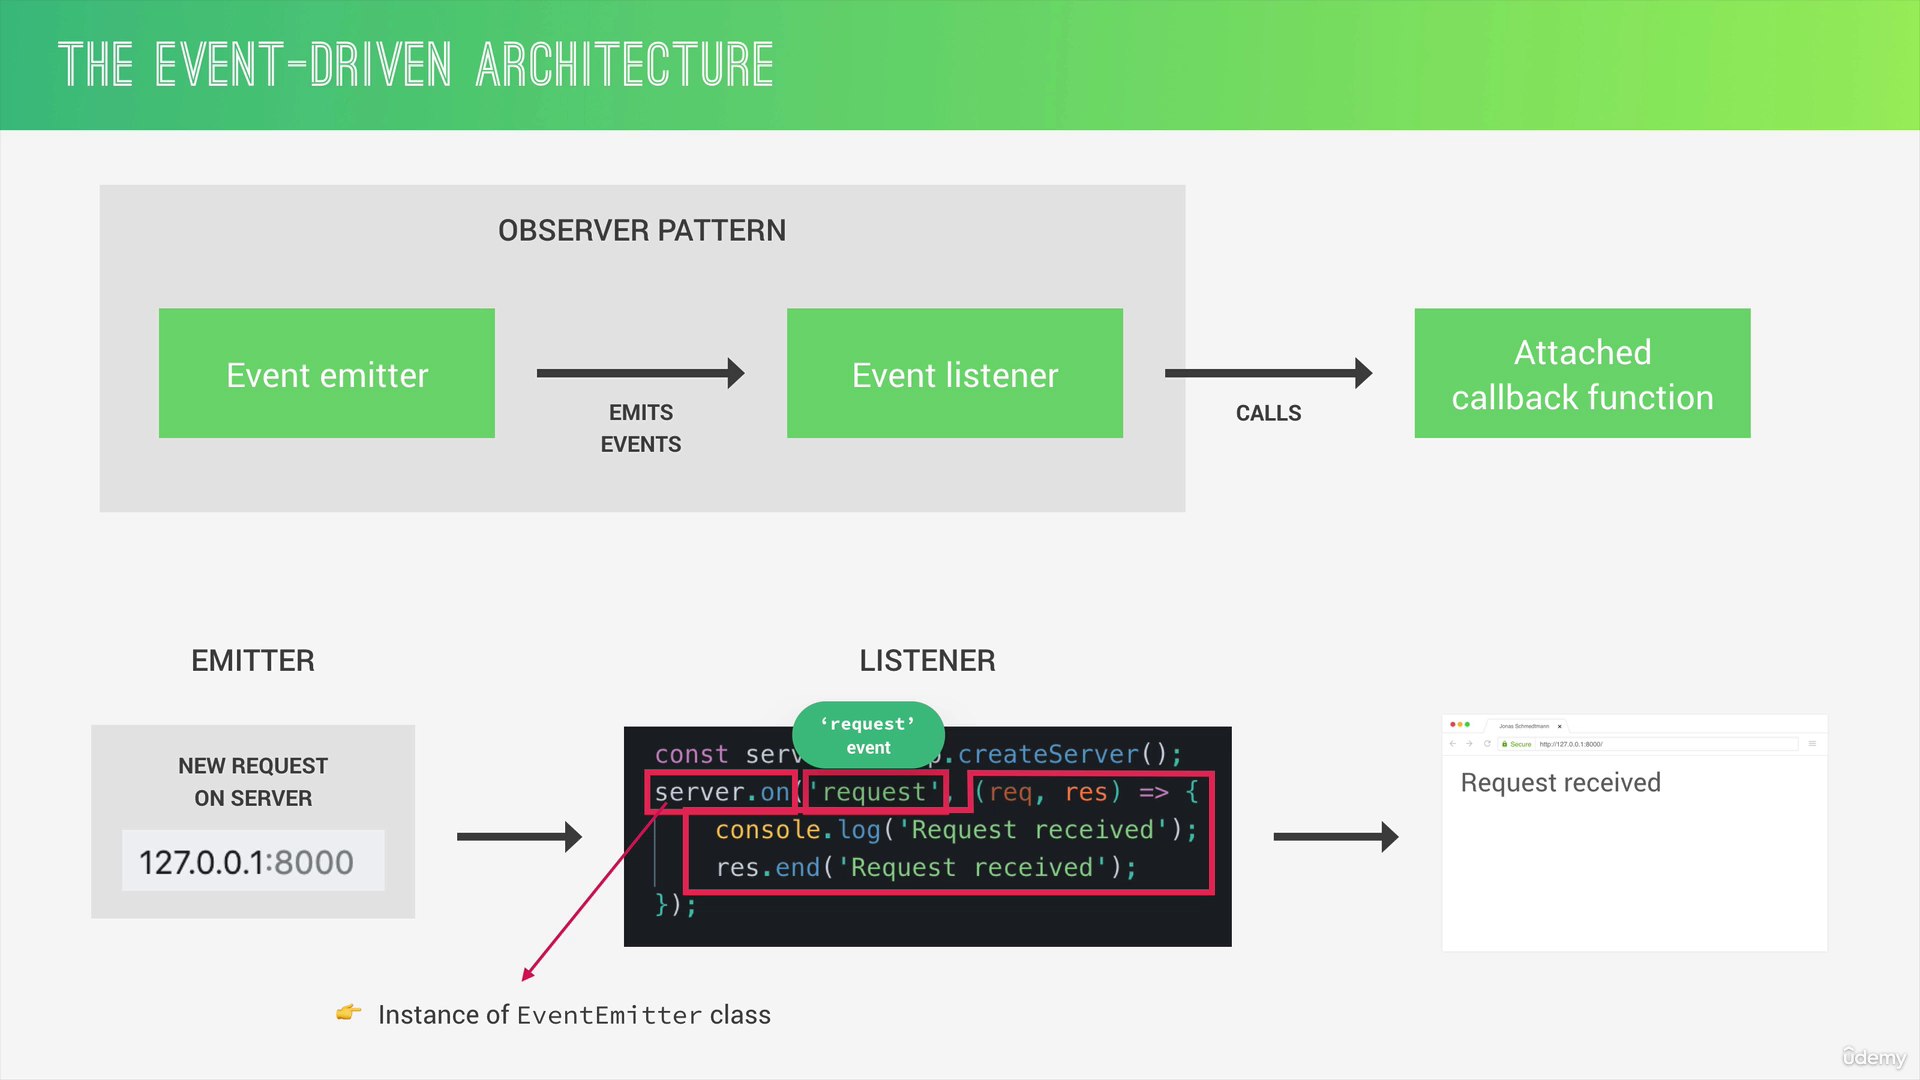 THE EVENT-DRIVEN ARCHITECTURE
OBSERVER PATTERN
Event emitter
EMITS
EVENTS
Event listener
CALLS
Attached
callback function
EMITTER
LISTENER
NEW REQUEST
ON SERVER
127.0.0.1:8000
‘request’
event
const serv p.createServer();
server.on('request', (req, res) => {
console.log('Request received');
res.end('Request received');
});
Jonas Schmedtmann ×
Secure http://127.0.0.1:8000/
Request received
👉 Instance of EventEmitter class
ûdemy